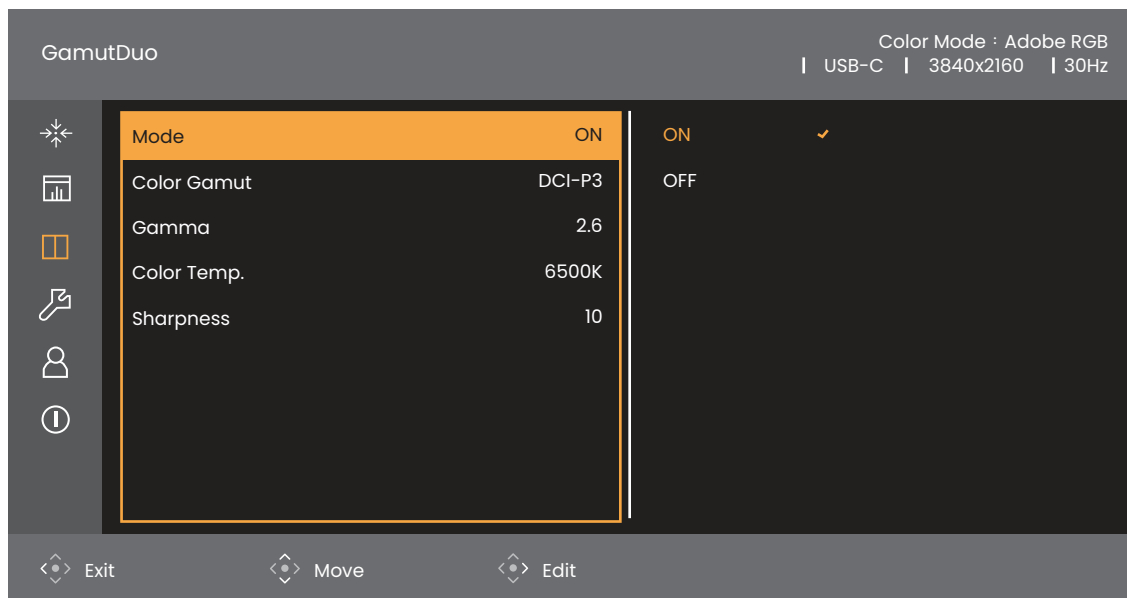 GamutDuo
Color Mode : Adobe RGB
| USB-C | 3840x2160 | 30Hz
Mode ON
ON
Color Gamut DCI-P3
OFF
Gamma 2.6
Color Temp. 6500K
Sharpness 10
Exit Move Edit